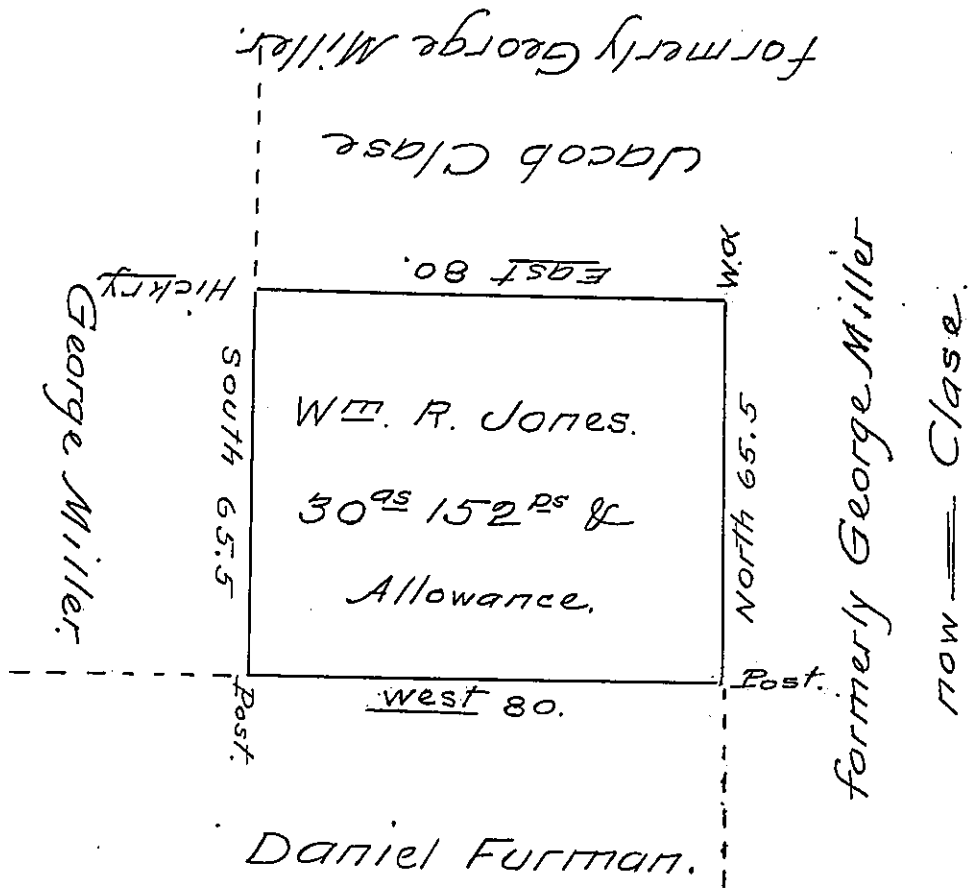 formerly George Miller.
Jacob Clase
East 80.
Hickry
W.O.
George Miller.
South 65.5
Wm. R. Jones.
30as 152ps &
Allowance.
North 65.5
formerly George Miller
now = Clase.
Post.
West 80.
Post.
Daniel Furman.